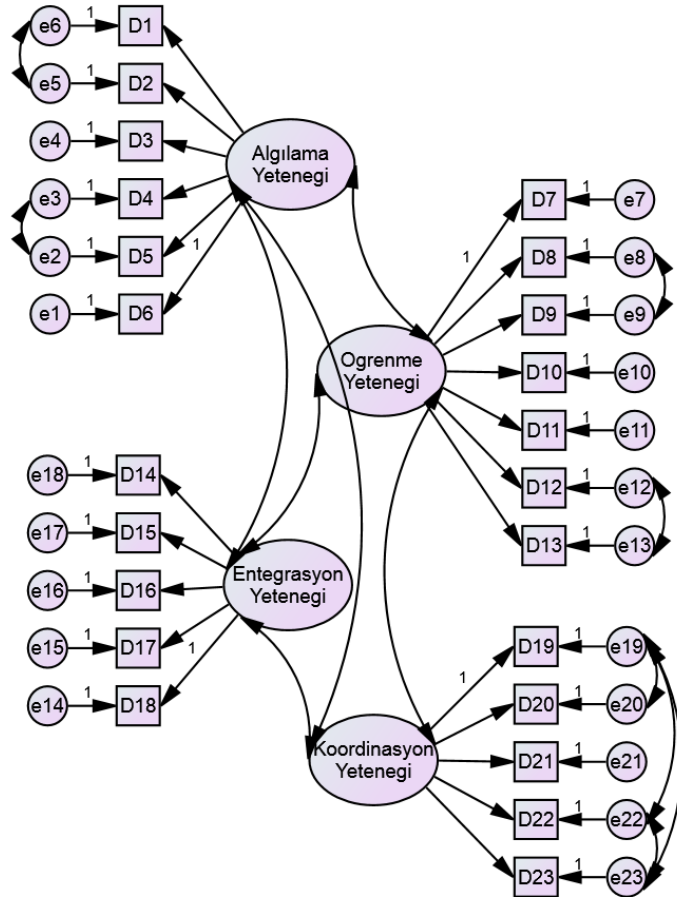 e6 1 D1
e5 1 D2
e4 1 D3
e3 1 D4
e2 1 D5
e1 1 D6
1
Algılama
Yetenegi
D7 1 e7
D8 1 e8
D9 1 e9
D10 1 e10
D11 1 e11
D12 1 e12
D13 1 e13
1
Ogrenme
Yetenegi
e18 1 D14
e17 1 D15
e16 1 D16
e15 1 D17
e14 1 D18
1
Entegrasyon
Yetenegi
D19 1 e19
D20 1 e20
D21 1 e21
D22 1 e22
D23 1 e23
1
Koordinasyon
Yetenegi